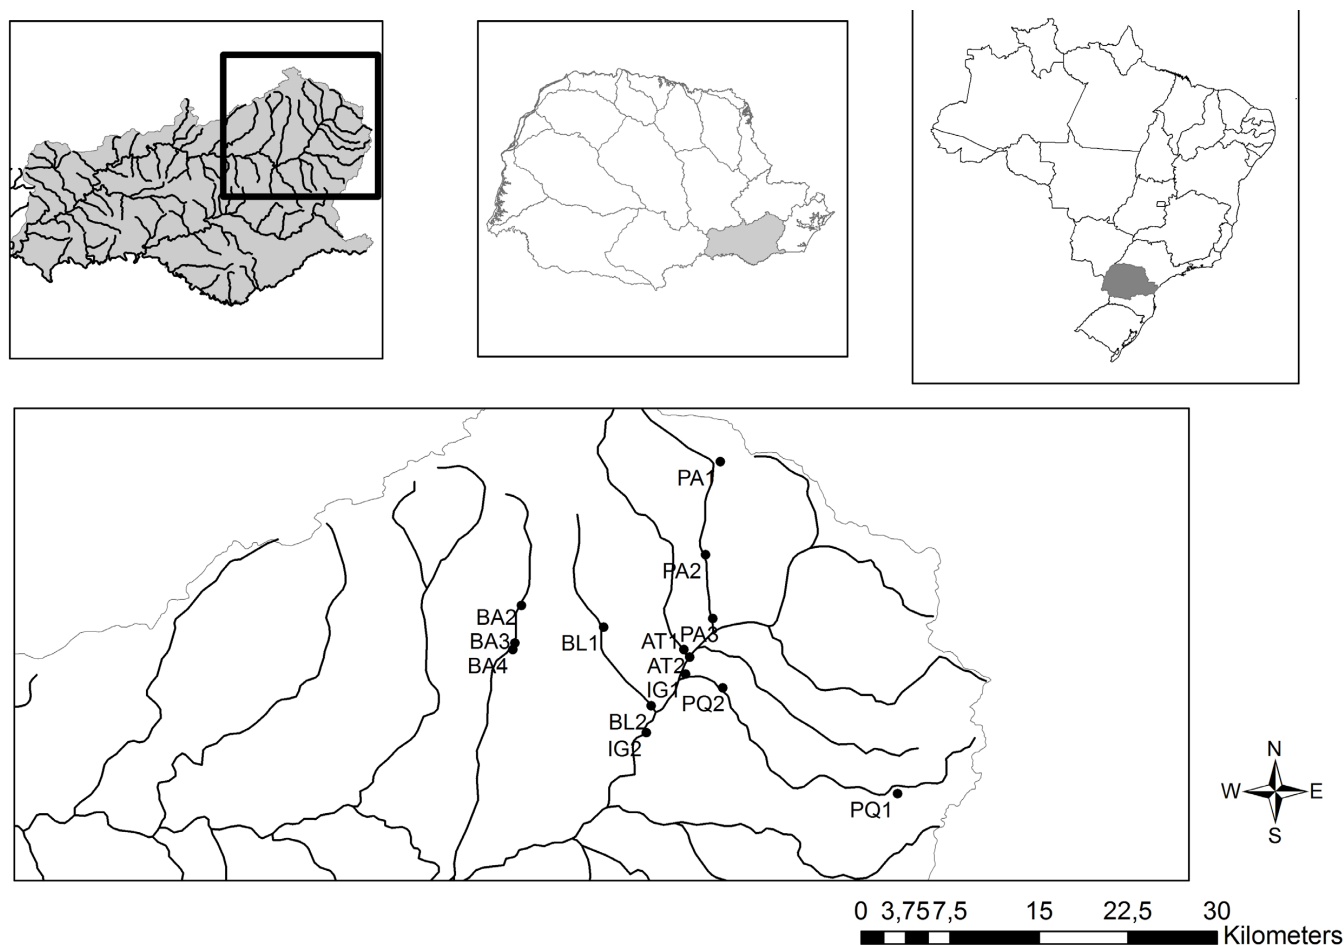 PA1
PA2
BA2
BA3
BA4
BL1
AT1
PA3
AT2
IG1
PQ2
BL2
IG2
PQ1
N
W E
S
0 3,75 7,5 15 22,5 30
Kilometers